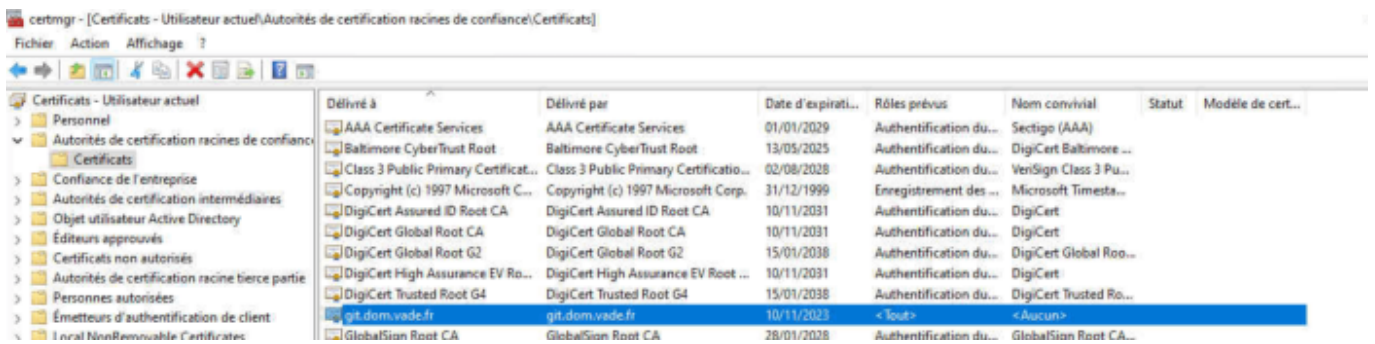 certmgr - [Certificats - Utilisateur actuel\Autorités de certification racines de confiance\Certificats]
Fichier Action Affichage ?
Certificats - Utilisateur actuel
Personnel
Autorités de certification racines de confianc
Certificats
Confiance de l'entreprise
Autorités de certification intermédiaires
Objet utilisateur Active Directory
Éditeurs approuvés
Certificats non autorisés
Autorités de certification racine tierce partie
Personnes autorisées
Émetteurs d'authentification de client
Local NonRemovable Certificates
Délivré à Délivré par Date d'expirati... Rôles prévus Nom convivial Statut Modèle de cert...
AAA Certificate Services AAA Certificate Services 01/01/2029 Authentification du... Sectigo (AAA)
Baltimore CyberTrust Root Baltimore CyberTrust Root 13/05/2025 Authentification du... DigiCert Baltimore ...
Class 3 Public Primary Certificat... Class 3 Public Primary Certificatio... 02/08/2028 Authentification du... VeriSign Class 3 Pu...
Copyright (c) 1997 Microsoft C... Copyright (c) 1997 Microsoft Corp. 31/12/1999 Enregistrement des ... Microsoft Timesta...
DigiCert Assured ID Root CA DigiCert Assured ID Root CA 10/11/2031 Authentification du... DigiCert
DigiCert Global Root CA DigiCert Global Root CA 10/11/2031 Authentification du... DigiCert
DigiCert Global Root G2 DigiCert Global Root G2 15/01/2038 Authentification du... DigiCert Global Roo...
DigiCert High Assurance EV Ro... DigiCert High Assurance EV Root ... 10/11/2031 Authentification du... DigiCert
DigiCert Trusted Root G4 DigiCert Trusted Root G4 15/01/2038 Authentification du... DigiCert Trusted Ro...
git.dom.vade.fr git.dom.vade.fr 10/11/2023 <Tout> <Aucun>
GlobalSign Root CA GlobalSign Root CA 28/01/2028 Authentification du... GlobalSign Root CA...